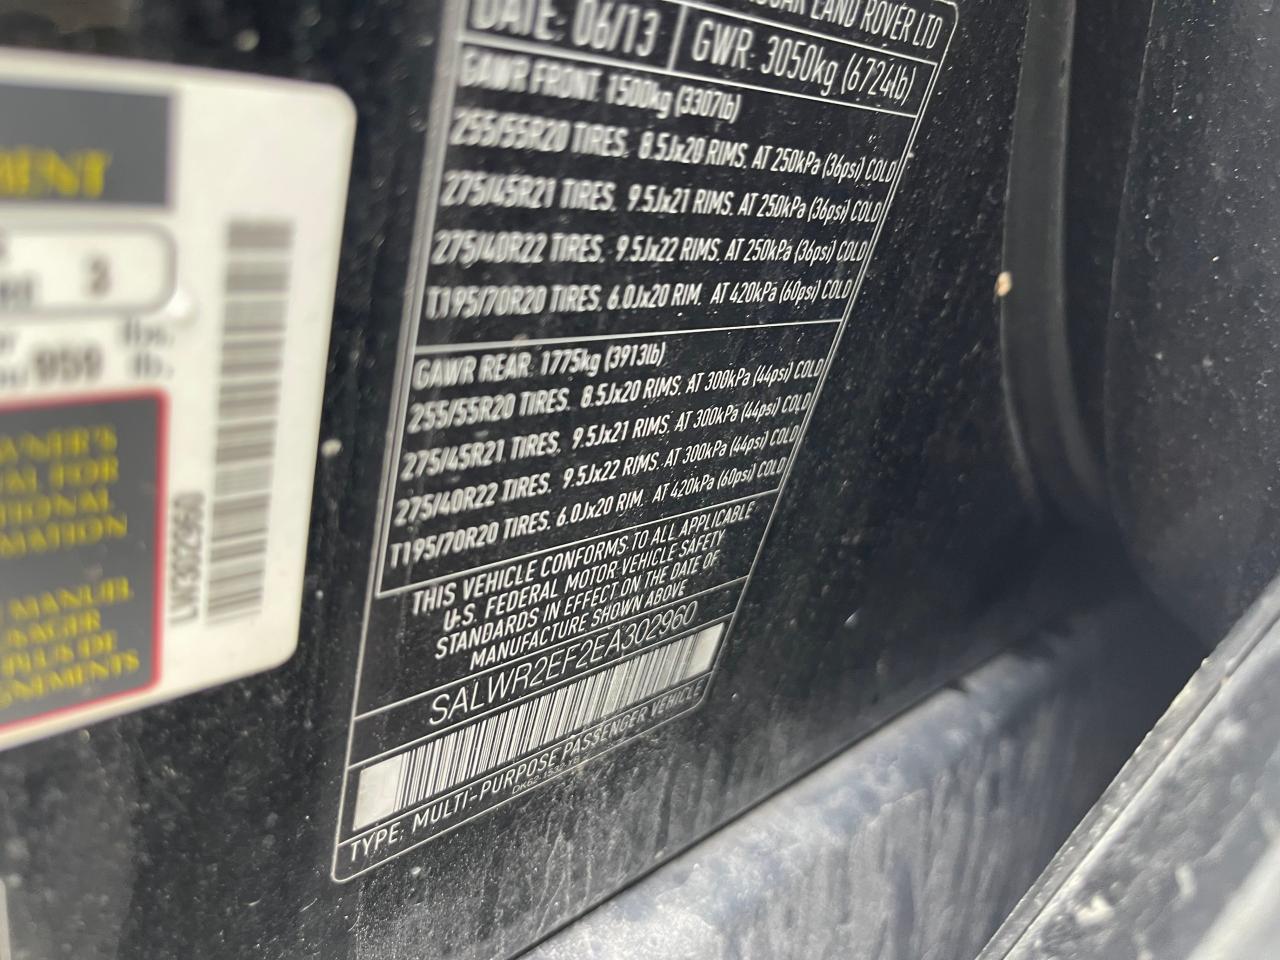 LAND ROVER LTD
DATE: 06/13 GWR: 3050kg (6724lb)
GAWR FRONT 1500kg (3307lb)
255/55R20 TIRES, 8.5Jx20 RIMS. AT 250kPa (36psi) COLD
275/45R21 TIRES, 9.5Jx21 RIMS. AT 250kPa (36psi) COLD
275/40R22 TIRES, 9.5Jx22 RIMS. AT 250kPa (36psi) COLD
T195/70R20 TIRES, 6.0Jx20 RIM, AT 420kPa (60psi) COLD
GAWR REAR 1775kg (3913lb)
255/55R20 TIRES, 8.5Jx20 RIMS. AT 300kPa (44psi) COLD
275/45R21 TIRES, 9.5Jx21 RIMS. AT 300kPa (44psi) COLD
275/40R22 TIRES, 9.5Jx22 RIMS. AT 300kPa (44psi) COLD
T195/70R20 TIRES, 6.0Jx20 RIM, AT 420kPa (60psi) COLD
THIS VEHICLE CONFORMS TO ALL APPLICABLE
U.S. FEDERAL MOTOR VEHICLE SAFETY
STANDARDS IN EFFECT ON THE DATE OF
MANUFACTURE SHOWN ABOVE
SALWR2EF2EA302960
TYPE: MULTI-PURPOSE PASSENGER VEHICLE
3
959 lb.
MANUEL
PLUS DE